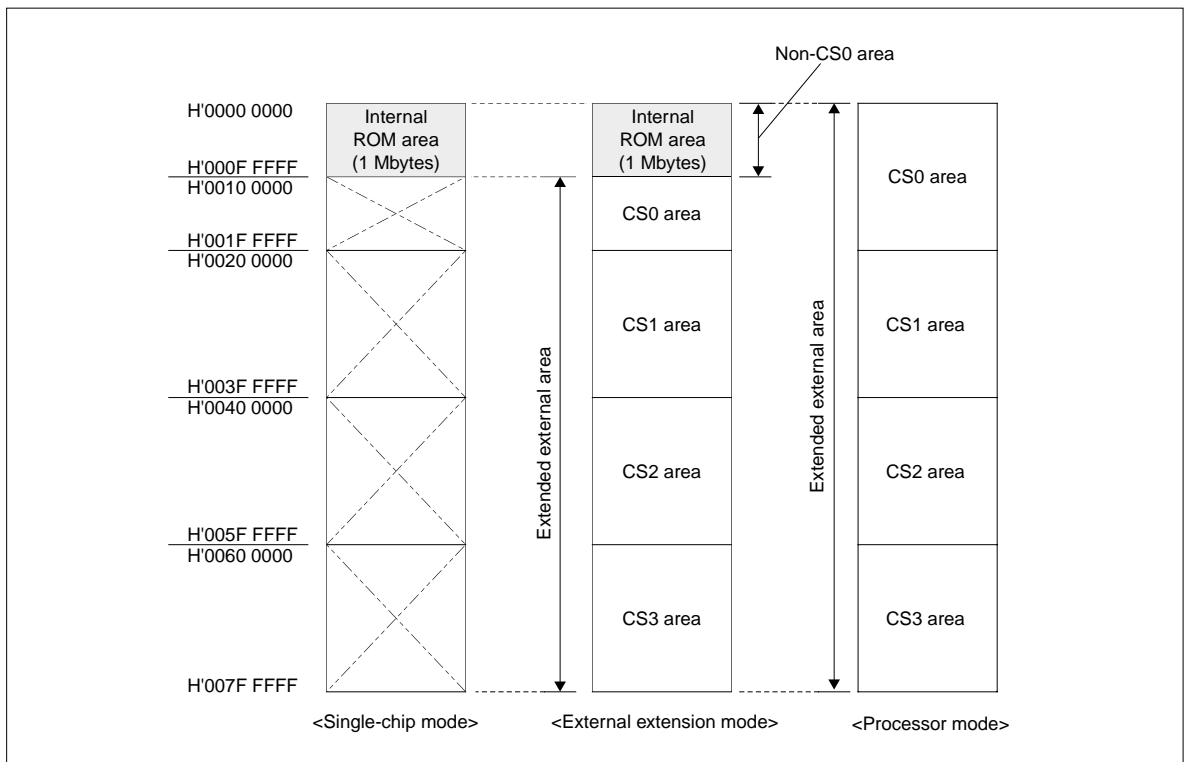 Non-CS0 area
H'0000 0000
H'000F FFFF
H'0010 0000
H'001F FFFF
H'0020 0000
H'003F FFFF
H'0040 0000
H'005F FFFF
H'0060 0000
H'007F FFFF
Internal
ROM area
(1 Mbytes)
<Single-chip mode>
Extended external area
Internal
ROM area
(1 Mbytes)
CS0 area
CS1 area
CS2 area
CS3 area
<External extension mode>
Extended external area
CS0 area
CS1 area
CS2 area
CS3 area
<Processor mode>